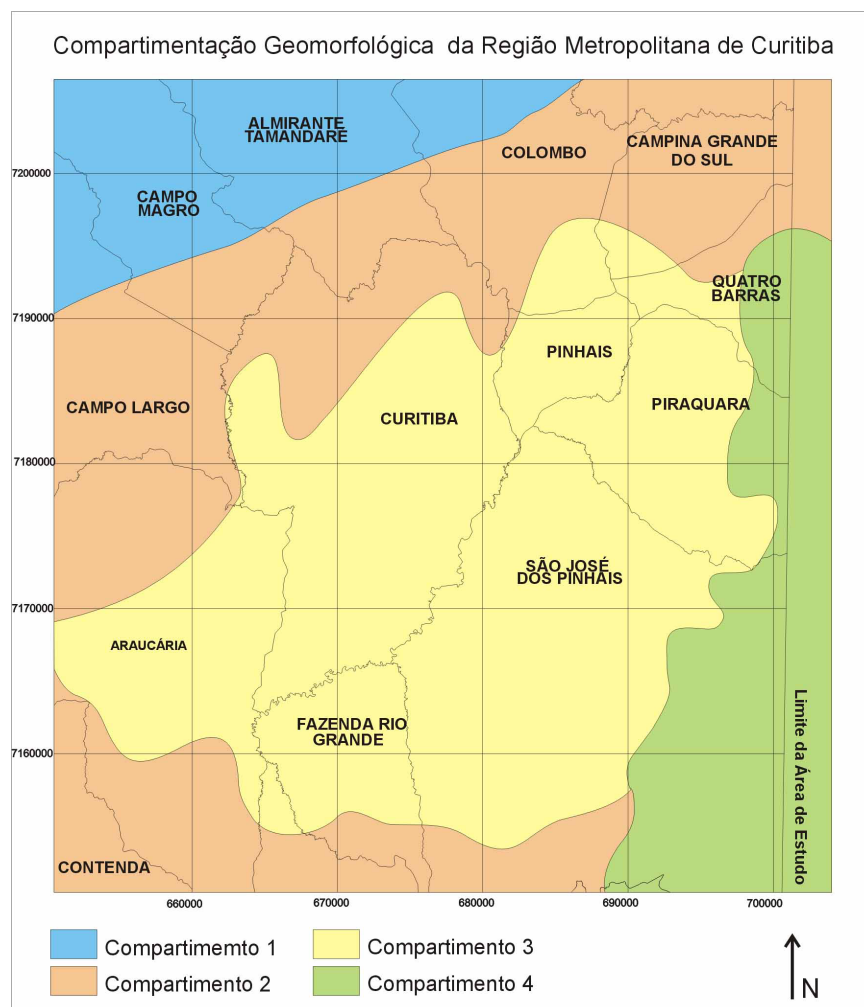 Compartimentação Geomorfológica da Região Metropolitana de Curitiba
ALMIRANTE
TAMANDARÉ
COLOMBO
CAMPINA GRANDE
DO SUL
7200000
CAMPO
MAGRO
QUATRO
BARRAS
7190000
PINHAIS
CAMPO LARGO
CURITIBA
PIRAQUARA
7180000
SÃO JOSÉ
DOS PINHAIS
7170000
ARAUCÁRIA
FAZENDA RIO
GRANDE
Limite da Área de Estudo
7160000
CONTENDA
660000
670000
680000
690000
700000
Compartimemto 1
Compartimento 3
Compartimento 2
Compartimento 4
N